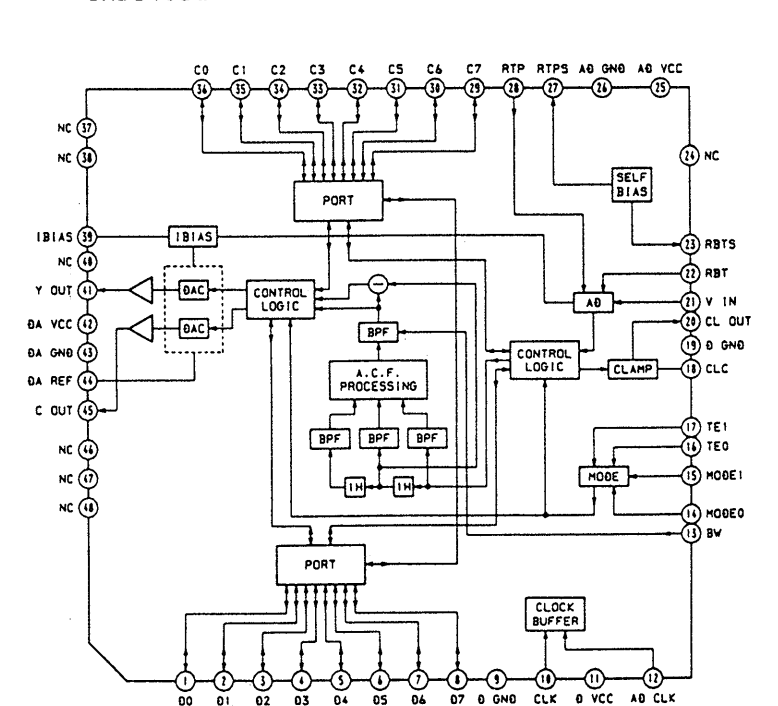 C0 C1 C2 C3 C4 C5 C6 C7 RTP RTPS AD GND AD VCC
36 35 34 33 32 31 30 29 28 27 26 25
NC 37
NC 38
24 NC
PORT
SELF
BIAS
IBIAS 39
IBIAS
23 RBTS
NC 40
22 RBT
Y OUT 41
DAC
CONTROL
LOGIC
−
AD
21 V IN
DA VCC 42
DAC
BPF
20 CL OUT
DA GND 43
CONTROL
LOGIC
19 D GND
DA REF 44
A.C.F.
PROCESSING
CLAMP
18 CLC
C OUT 45
17 TE1
NC 46
BPF BPF BPF
16 TE0
NC 47
1H 1H
MODE
15 MODE1
NC 48
14 MODE0
13 BW
PORT
CLOCK
BUFFER
1 2 3 4 5 6 7 8 9 10 11 12
D0 D1 D2 D3 D4 D5 D6 D7 D GND CLK D VCC AD CLK